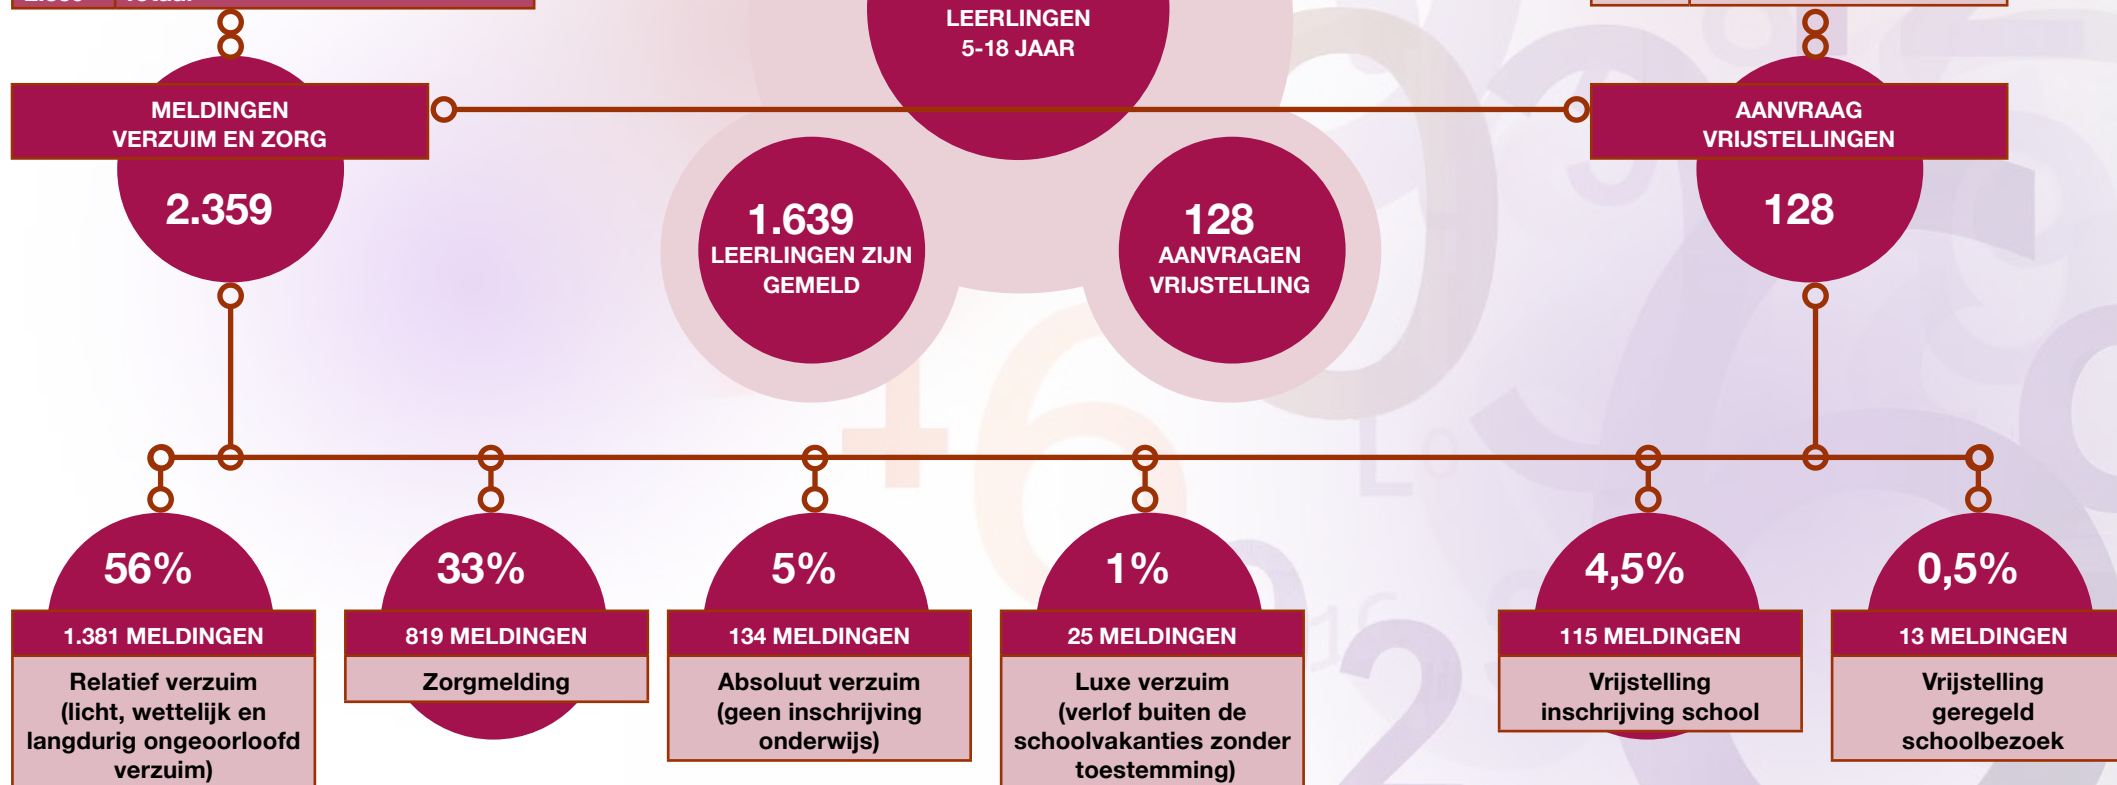 LEERLINGEN
5-18 JAAR
MELDINGEN
VERZUIM EN ZORG
2.359
AANVRAAG
VRIJSTELLINGEN
128
1.639
LEERLINGEN ZIJN
GEMELD
128
AANVRAGEN
VRIJSTELLING
56%
1.381 MELDINGEN
Relatief verzuim
(licht, wettelijk en
langdurig ongeoorloofd
verzuim)
33%
819 MELDINGEN
Zorgmelding
5%
134 MELDINGEN
Absoluut verzuim
(geen inschrijving
onderwijs)
1%
25 MELDINGEN
Luxe verzuim
(verlof buiten de
schoolvakanties zonder
toestemming)
4,5%
115 MELDINGEN
Vrijstelling
inschrijving school
0,5%
13 MELDINGEN
Vrijstelling
geregeld
schoolbezoek